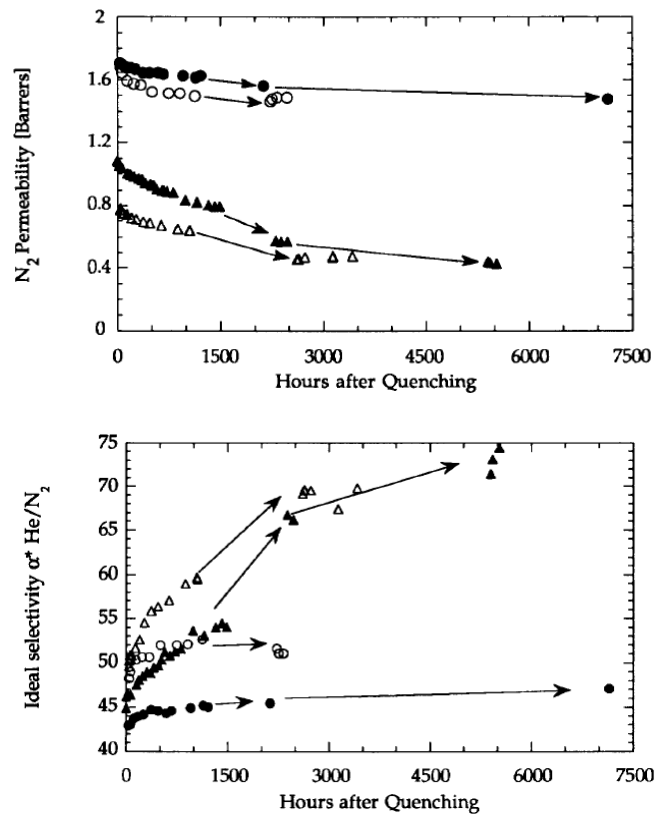 2
1.6
1.2
0.8
0.4
0
N₂ Permeability [Barrers]
0 1500 3000 4500 6000 7500
Hours after Quenching
75
70
65
60
55
50
45
40
Ideal selectivity α* He/N₂
0 1500 3000 4500 6000 7500
Hours after Quenching